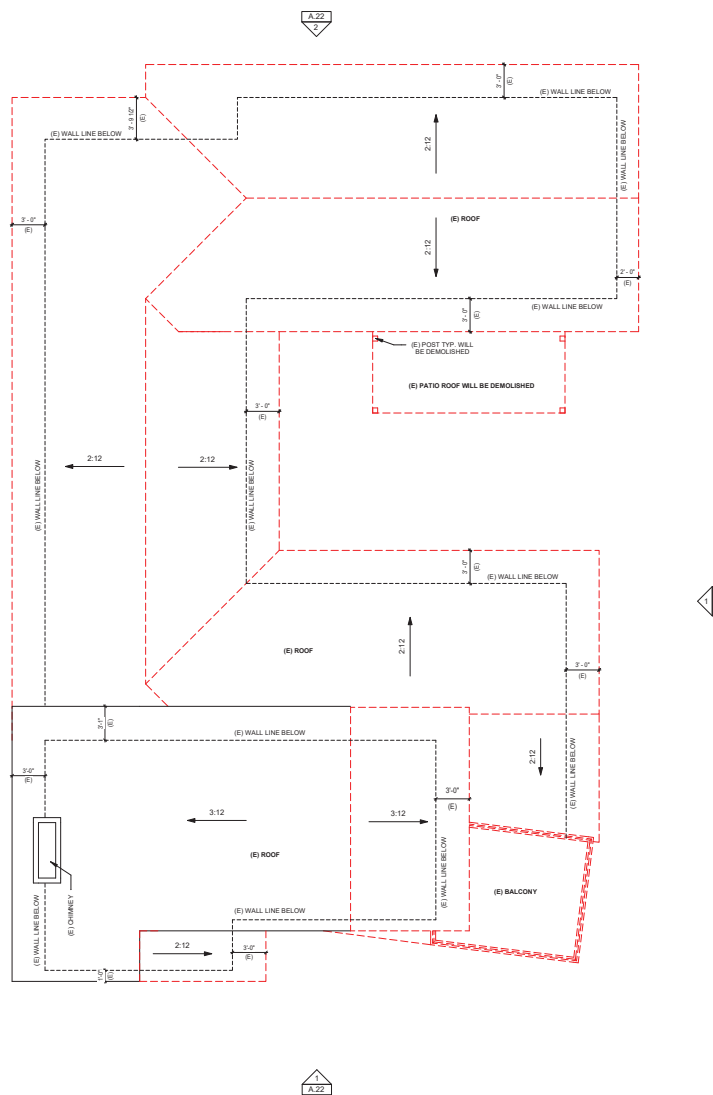 A.22
2
3' - 0"
(E)
(E) WALL LINE BELOW
3' - 9 1/2"
(E)
(E) WALL LINE BELOW
2:12
(E) WALL LINE BELOW
3' - 0"
(E)
(E) ROOF
2:12
2' - 0"
(E)
(E) WALL LINE BELOW
3' - 0"
(E)
(E) POST TYP. WILL
BE DEMOLISHED
(E) PATIO ROOF WILL BE DEMOLISHED
3' - 0"
(E)
2:12
2:12
(E) WALL LINE BELOW
(E) WALL LINE BELOW
3' - 0"
(E)
(E) WALL LINE BELOW
1
(E) ROOF
2:12
3' - 0"
(E)
3'-1"
(E)
(E) WALL LINE BELOW
2:12
(E) WALL LINE BELOW
3'-0"
(E)
3'-0"
(E)
3:12
3:12
(E) ROOF
(E) WALL LINE BELOW
(E) BALCONY
(E) WALL LINE BELOW
(E) CHIMNEY
(E) WALL LINE BELOW
2:12
3'-0"
(E)
1'-0"
(E)
1
A.22